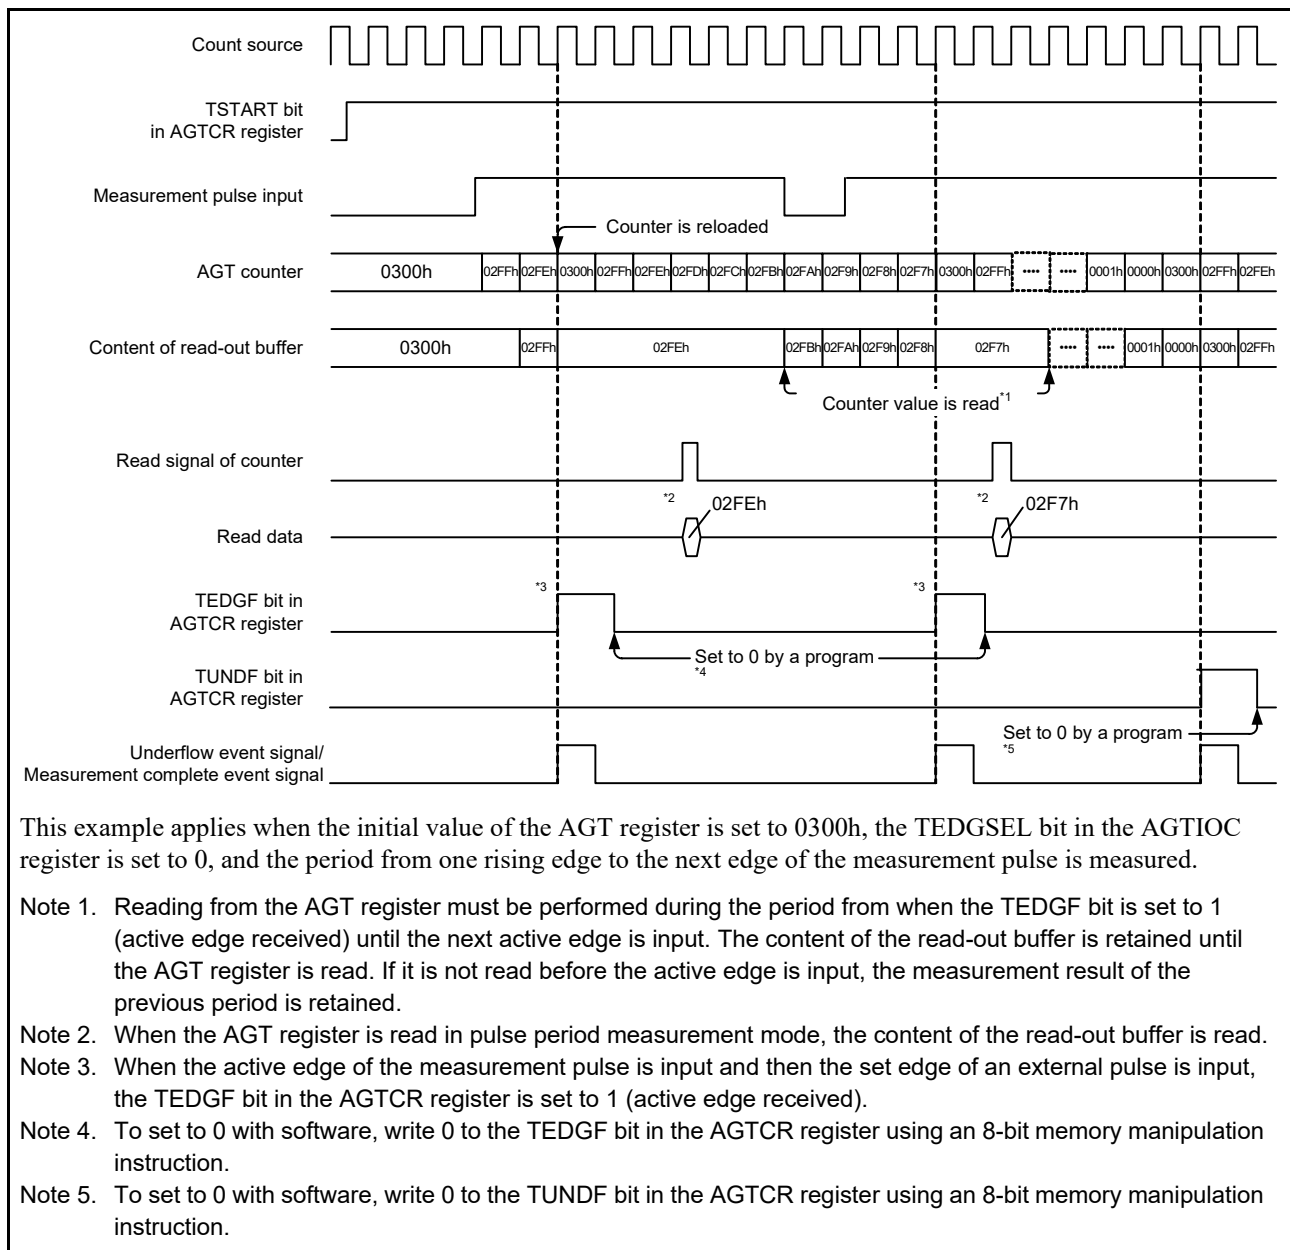 Count source
TSTART bit
in AGTCR register
Measurement pulse input
Counter is reloaded
AGT counter
0300h 02FFh 02FEh 0300h 02FFh 02FEh 02FDh 02FCh 02FBh 02FAh 02F9h 02F8h 02F7h 0300h 02FFh •••• •••• 0001h 0000h 0300h 02FFh 02FEh
Content of read-out buffer
0300h 02FFh 02FEh 02FBh 02FAh 02F9h 02F8h 02F7h •••• •••• 0001h 0000h 0300h 02FFh
Counter value is read*1
Read signal of counter
*2 02FEh *2 02F7h
Read data
*3 *3
TEDGF bit in
AGTCR register
Set to 0 by a program
*4
TUNDF bit in
AGTCR register
Set to 0 by a program
*5
Underflow event signal/
Measurement complete event signal
This example applies when the initial value of the AGT register is set to 0300h, the TEDGSEL bit in the AGTIOC
register is set to 0, and the period from one rising edge to the next edge of the measurement pulse is measured.
Note 1. Reading from the AGT register must be performed during the period from when the TEDGF bit is set to 1
(active edge received) until the next active edge is input. The content of the read-out buffer is retained until
the AGT register is read. If it is not read before the active edge is input, the measurement result of the
previous period is retained.
Note 2. When the AGT register is read in pulse period measurement mode, the content of the read-out buffer is read.
Note 3. When the active edge of the measurement pulse is input and then the set edge of an external pulse is input,
the TEDGF bit in the AGTCR register is set to 1 (active edge received).
Note 4. To set to 0 with software, write 0 to the TEDGF bit in the AGTCR register using an 8-bit memory manipulation
instruction.
Note 5. To set to 0 with software, write 0 to the TUNDF bit in the AGTCR register using an 8-bit memory manipulation
instruction.